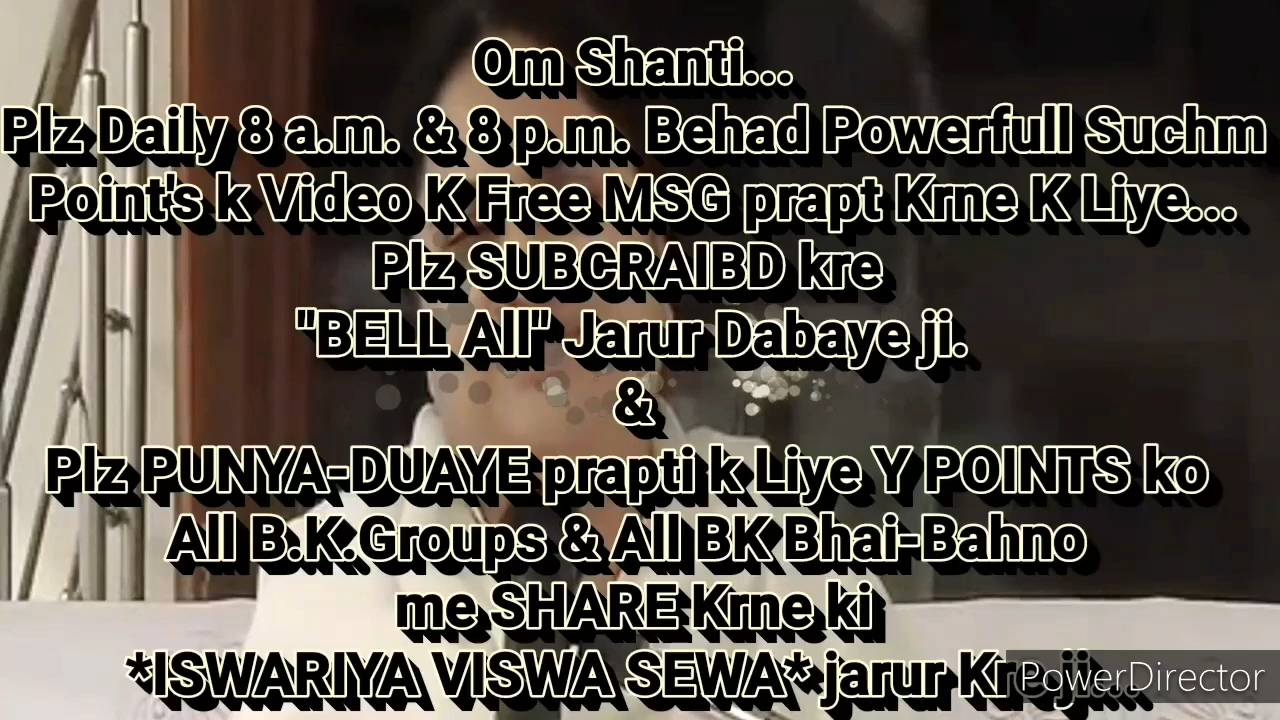 Om Shanti...
Plz Daily 8 a.m. & 8 p.m. Behad Powerfull Suchm
Point's k Video K Free MSG prapt Krne K Liye...
Plz SUBCRAIBD kre
"BELL All" Jarur Dabaye ji.
&
Plz PUNYA-DUAYE prapti k Liye Y POINTS ko
All B.K.Groups & All BK Bhai-Bahno
me SHARE Krne ki
*ISWARIYA VISWA SEWA* jarur Kre ji...
PowerDirector